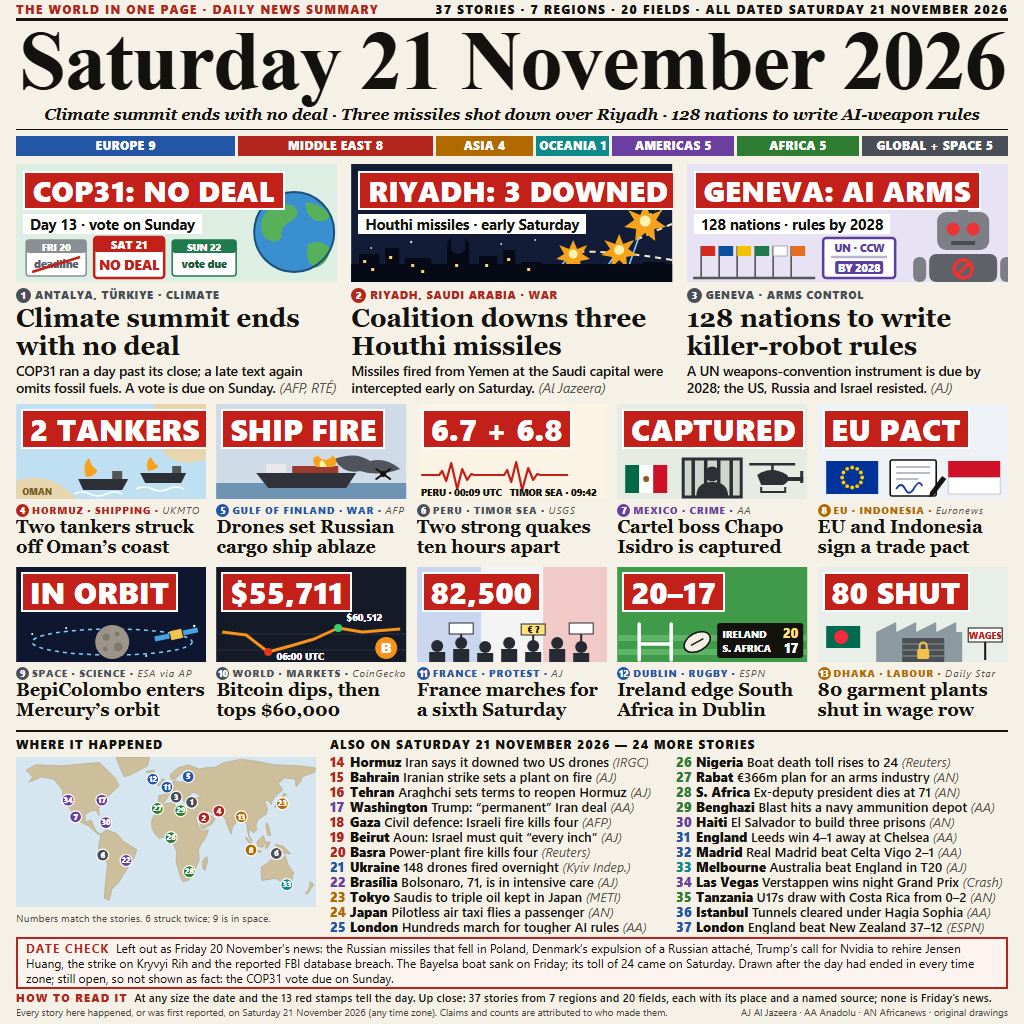 THE WORLD IN ONE PAGE · DAILY NEWS SUMMARY
37 STORIES · 7 REGIONS · 20 FIELDS · ALL DATED SATURDAY 21 NOVEMBER 2026
Saturday 21 November 2026
Climate summit ends with no deal · Three missiles shot down over Riyadh · 128 nations to write AI-weapon rules
EUROPE 9
MIDDLE EAST 8
ASIA 4
OCEANIA 1
AMERICAS 5
AFRICA 5
GLOBAL + SPACE 5
COP31: NO DEAL
Day 13 · vote on Sunday
FRI 20
deadline
SAT 21
NO DEAL
SUN 22
vote due
1 ANTALYA, TÜRKIYE · CLIMATE
Climate summit ends
with no deal
COP31 ran a day past its close; a late text again
omits fossil fuels. A vote is due on Sunday. (AFP, RTÉ)
RIYADH: 3 DOWNED
Houthi missiles · early Saturday
2 RIYADH, SAUDI ARABIA · WAR
Coalition downs three
Houthi missiles
Missiles fired from Yemen at the Saudi capital were
intercepted early on Saturday. (Al Jazeera)
GENEVA: AI ARMS
128 nations · rules by 2028
UN · CCW
BY 2028
3 GENEVA · ARMS CONTROL
128 nations to write
killer-robot rules
A UN weapons-convention instrument is due by
2028; the US, Russia and Israel resisted. (AJ)
2 TANKERS
OMAN
4 HORMUZ · SHIPPING · UKMTO
Two tankers struck
off Oman's coast
SHIP FIRE
5 GULF OF FINLAND · WAR · AFP
Drones set Russian
cargo ship ablaze
6.7 + 6.8
PERU · 00:09 UTC TIMOR SEA · 09:42
6 PERU · TIMOR SEA · USGS
Two strong quakes
ten hours apart
CAPTURED
7 MEXICO · CRIME · AA
Cartel boss Chapo
Isidro is captured
EU PACT
8 EU · INDONESIA · Euronews
EU and Indonesia
sign a trade pact
IN ORBIT
9 SPACE · SCIENCE · ESA via AP
BepiColombo enters
Mercury's orbit
$55,711
$60,512
06:00 UTC
B
10 WORLD · MARKETS · CoinGecko
Bitcoin dips, then
tops $60,000
82,500
€ ?
11 FRANCE · PROTEST · AJ
France marches for
a sixth Saturday
20–17
IRELAND 20
S. AFRICA 17
12 DUBLIN · RUGBY · ESPN
Ireland edge South
Africa in Dublin
80 SHUT
WAGES
13 DHAKA · LABOUR · Daily Star
80 garment plants
shut in wage row
WHERE IT HAPPENED
Numbers match the stories. 6 struck twice; 9 is in space.
ALSO ON SATURDAY 21 NOVEMBER 2026 — 24 MORE STORIES
14 Hormuz Iran says it downed two US drones (IRGC)
15 Bahrain Iranian strike sets a plant on fire (AJ)
16 Tehran Araghchi sets terms to reopen Hormuz (AJ)
17 Washington Trump: "permanent" Iran deal (AA)
18 Gaza Civil defence: Israeli fire kills four (AFP)
19 Beirut Aoun: Israel must quit "every inch" (AJ)
20 Basra Power-plant fire kills four (Reuters)
21 Ukraine 148 drones fired overnight (Kyiv Indep.)
22 Brasília Bolsonaro, 71, is in intensive care (AJ)
23 Tokyo Saudis to triple oil kept in Japan (METI)
24 Japan Pilotless air taxi flies a passenger (AN)
25 London Hundreds march for tougher AI rules (AA)
26 Nigeria Boat death toll rises to 24 (Reuters)
27 Rabat €366m plan for an arms industry (AN)
28 S. Africa Ex-deputy president dies at 71 (AN)
29 Benghazi Blast hits a navy ammunition depot (AA)
30 Haiti El Salvador to build three prisons (AN)
31 England Leeds win 4–1 away at Chelsea (AA)
32 Madrid Real Madrid beat Celta Vigo 2–1 (AA)
33 Melbourne Australia beat England in T20 (AJ)
34 Las Vegas Verstappen wins night Grand Prix (Crash)
35 Tanzania U17s draw with Costa Rica from 0–2 (AN)
36 Istanbul Tunnels cleared under Hagia Sophia (AA)
37 London England beat New Zealand 37–12 (ESPN)
DATE CHECK Left out as Friday 20 November's news: the Russian missiles that fell in Poland, Denmark's expulsion of a Russian attaché, Trump's call for Nvidia to rehire Jensen
Huang, the strike on Kryvyi Rih and the reported FBI database breach. The Bayelsa boat sank on Friday; its toll of 24 came on Saturday. Drawn after the day had ended in every time
zone; still open, so not shown as fact: the COP31 vote due on Sunday.
HOW TO READ IT At any size the date and the 13 red stamps tell the day. Up close: 37 stories from 7 regions and 20 fields, each with its place and a named source; none is Friday's news.
Every story here happened, or was first reported, on Saturday 21 November 2026 (any time zone). Claims and counts are attributed to who made them.
AJ Al Jazeera · AA Anadolu · AN Africanews · original drawings